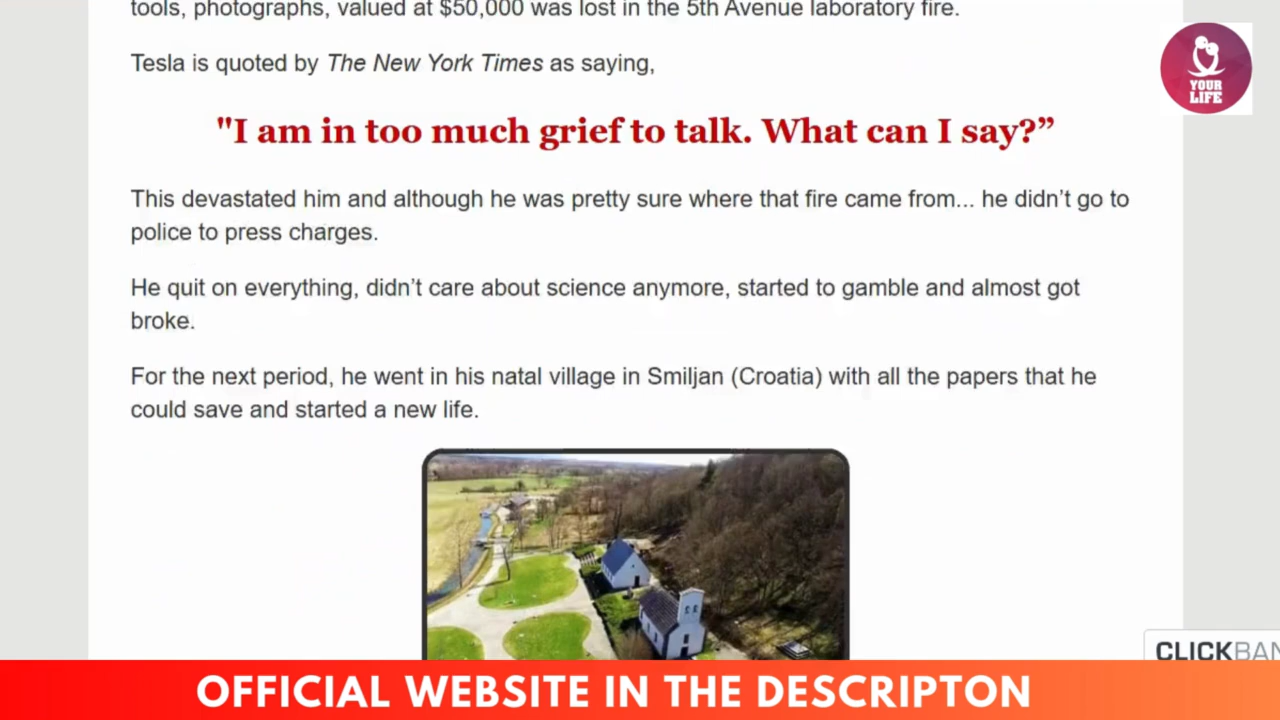 tools, photographs, valued at $50,000 was lost in the 5th Avenue laboratory fire.
Tesla is quoted by The New York Times as saying,
"I am in too much grief to talk. What can I say?”
This devastated him and although he was pretty sure where that fire came from... he didn’t go to
police to press charges.
He quit on everything, didn’t care about science anymore, started to gamble and almost got
broke.
For the next period, he went in his natal village in Smiljan (Croatia) with all the papers that he
could save and started a new life.
YOUR
LIFE
CLICKBAN
OFFICIAL WEBSITE IN THE DESCRIPTON